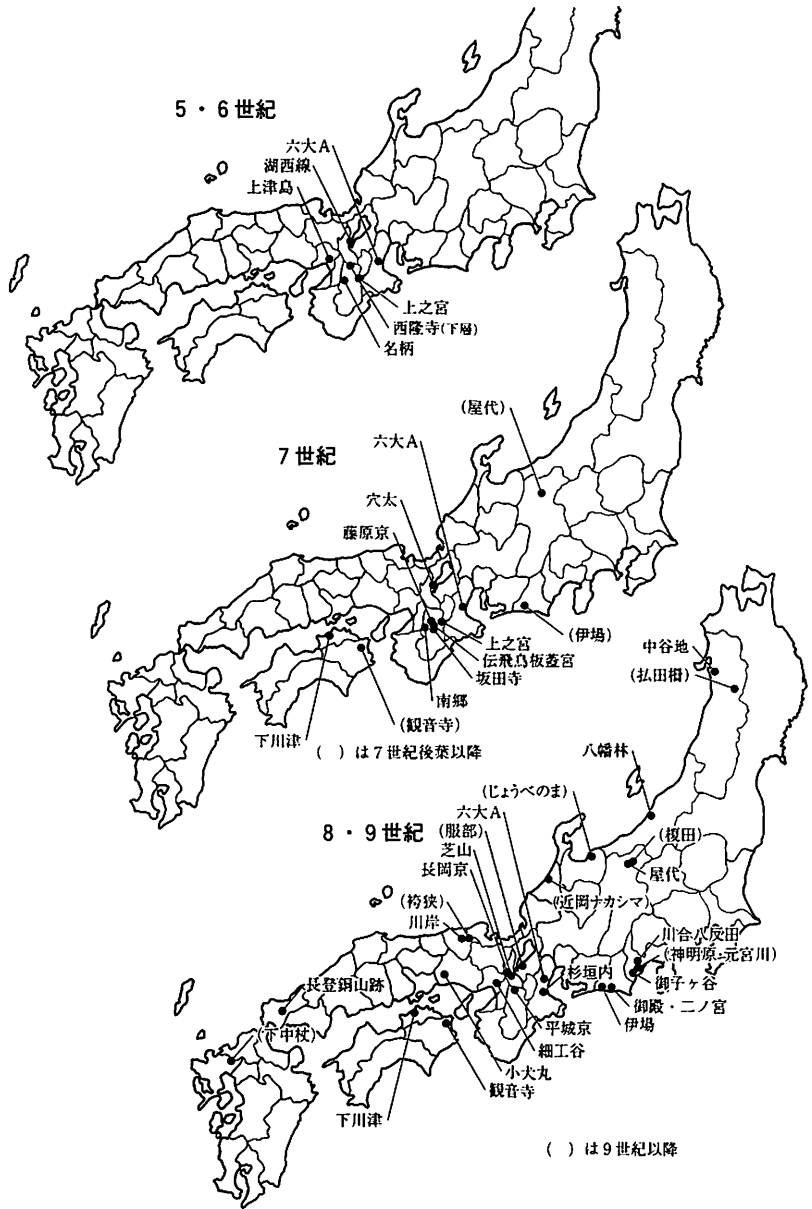 5・6世紀
六大A
湖西線
上津島
上之宮
西隆寺(下層)
名柄
7世紀
(屋代)
六大A
穴太
藤原京
(伊場)
上之宮
伝飛鳥板蓋宮
坂田寺
南郷
(観音寺)
下川津
( )は7世紀後葉以降
8・9世紀
中谷地
(払田柵)
八幡林
(じょうべのま)
六大A
(服部)
芝山
長岡京
(榎田)
屋代
(近岡ナカシマ)
(袴狭)
川岸
川合八反田
(神明原・元宮川)
御子ヶ谷
御殿・二ノ宮
伊場
杉垣内
平城京
細工谷
小犬丸
観音寺
下川津
長登銅山跡
(下中杖)
( )は9世紀以降